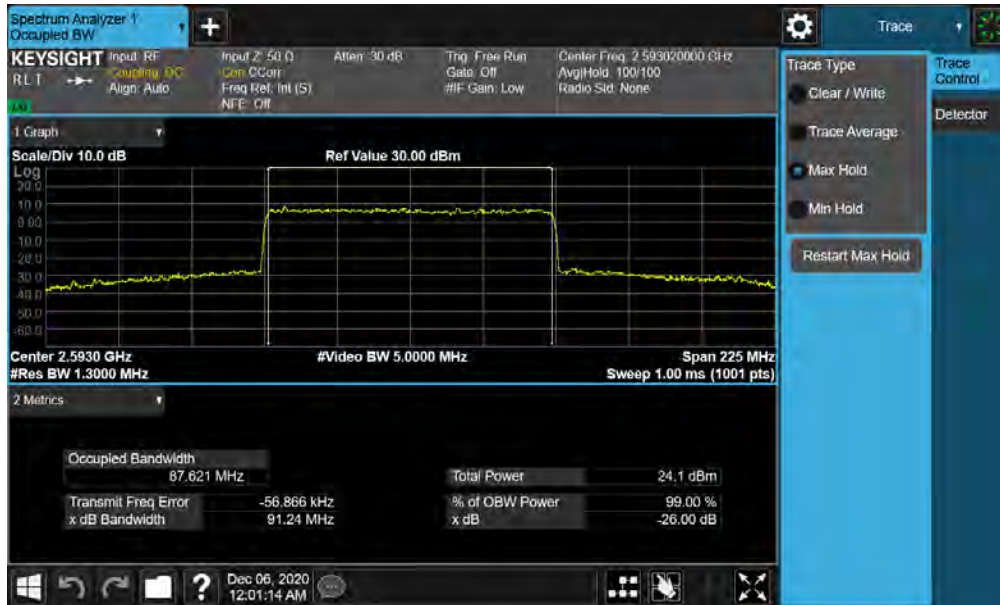 Spectrum Analyzer 1
Occupied BW
Trace
KEYSIGHT
Input: RF
Coupling: DC
Align: Auto
Input Z: 50 Ω
Corr CCorr
Freq Ref: Int (S)
NFE: Off
Atten: 30 dB
Trig: Free Run
Gate: Off
#IF Gain: Low
Center Freq: 2.593020000 GHz
Avg|Hold: 100/100
Radio Std: None
RLT
Trace Type
Clear / Write
Trace Average
Max Hold
Min Hold
Restart Max Hold
Trace
Control
Detector
1 Graph
Scale/Div 10.0 dB
Ref Value 30.00 dBm
Log
20.0
10.0
0.00
-10.0
-20.0
-30.0
-40.0
-50.0
-60.0
Center 2.5930 GHz
#Video BW 5.0000 MHz
Span 225 MHz
#Res BW 1.3000 MHz
Sweep 1.00 ms (1001 pts)
2 Metrics
Occupied Bandwidth
87.621 MHz
Total Power 24.1 dBm
Transmit Freq Error -56.866 kHz
% of OBW Power 99.00 %
x dB Bandwidth 91.24 MHz
x dB -26.00 dB
?
Dec 06, 2020
12:01:14 AM